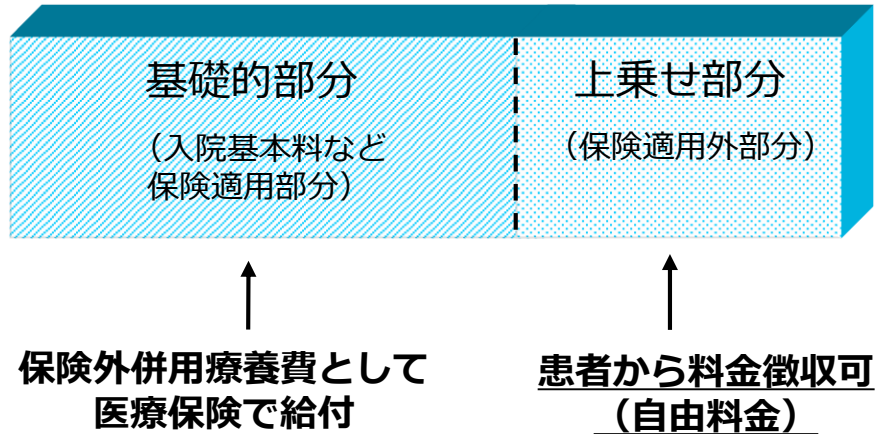 基礎的部分
（入院基本料など
保険適用部分）
上乗せ部分
（保険適用外部分）
保険外併用療養費として
医療保険で給付
患者から料金徴収可
（自由料金）